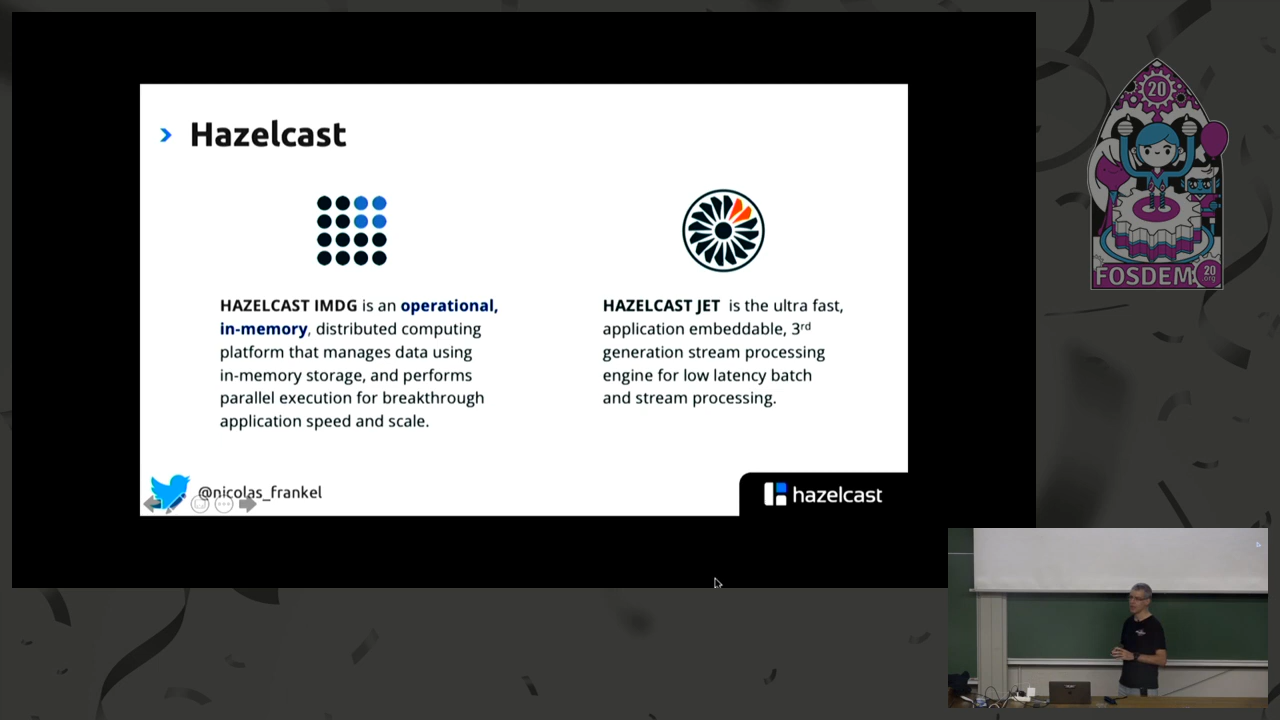 Hazelcast
HAZELCAST IMDG is an operational,
in-memory, distributed computing
platform that manages data using
in-memory storage, and performs
parallel execution for breakthrough
application speed and scale.
HAZELCAST JET is the ultra fast,
application embeddable, 3rd
generation stream processing
engine for low latency batch
and stream processing.
@nicolas_frankel
hazelcast
20
FOSDEM
20
.org